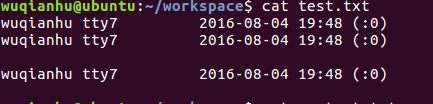 wuqianhu@ubuntu:~/workspace$ cat test.txt
wuqianhu tty7         2016-08-04 19:48 (:0)
wuqianhu tty7         2016-08-04 19:48 (:0)

wuqianhu tty7         2016-08-04 19:48 (:0)